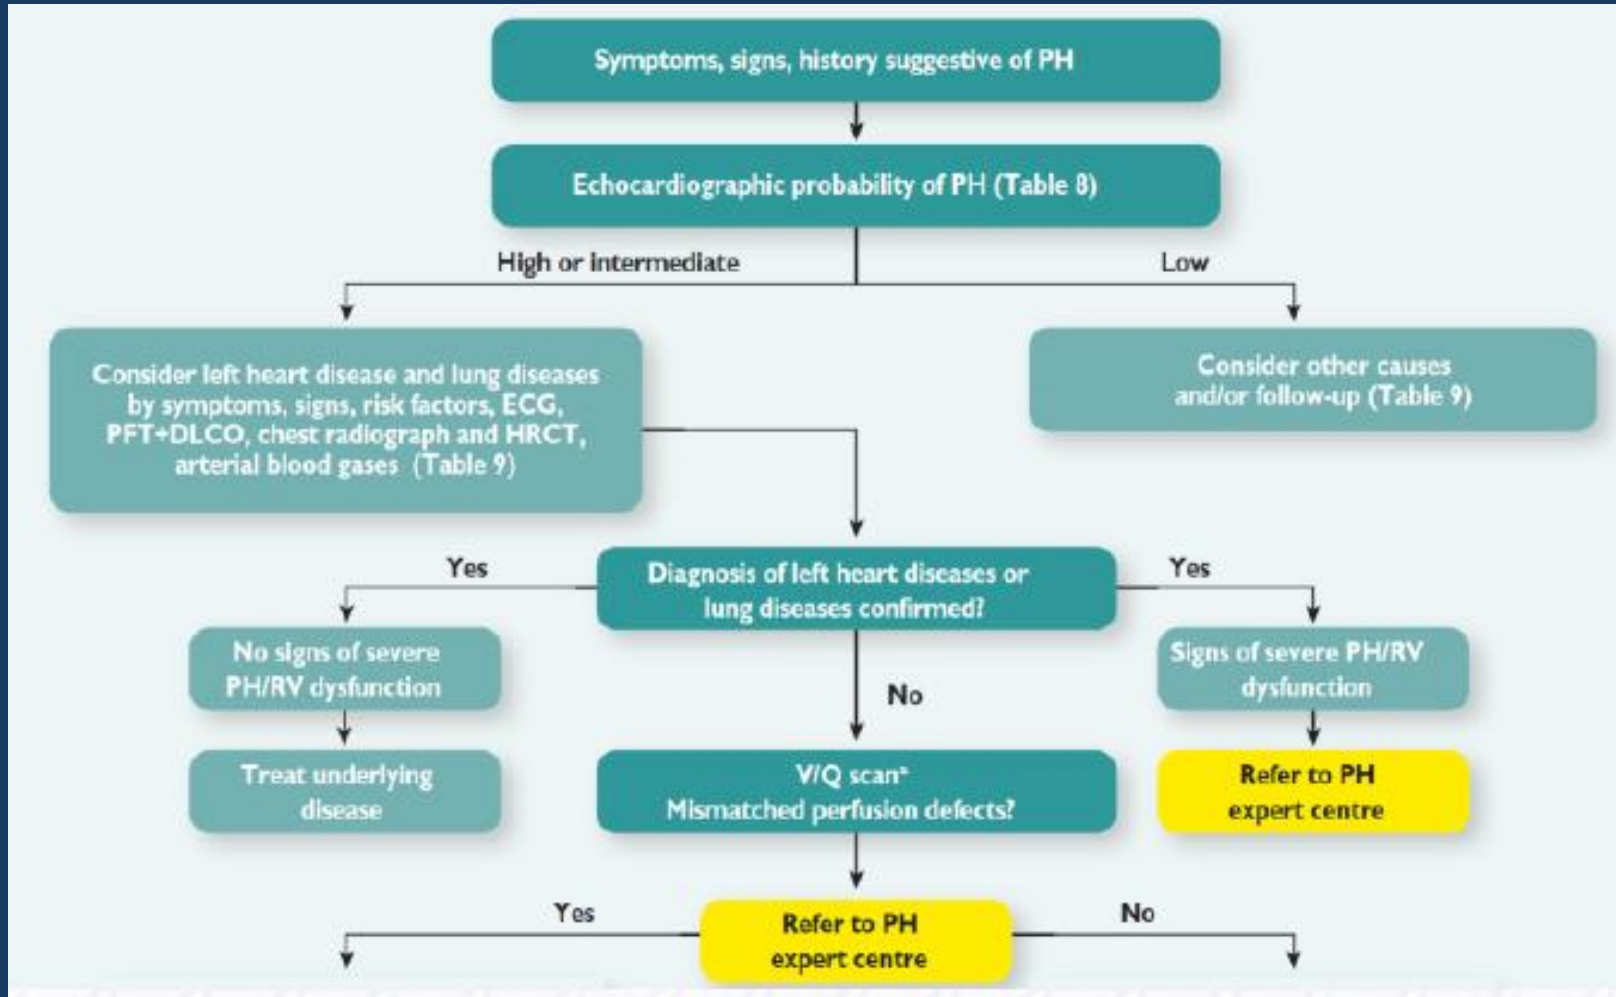 Symptoms, signs, history suggestive of PH
Echocardiographic probability of PH (Table 8)
High or intermediate
Low
Consider left heart disease and lung diseases
by symptoms, signs, risk factors, ECG,
PFT+DLCO, chest radiograph and HRCT,
arterial blood gases (Table 9)
Consider other causes
and/or follow-up (Table 9)
Yes
Diagnosis of left heart diseases or
lung diseases confirmed?
Yes
No signs of severe
PH/RV dysfunction
No
Signs of severe PH/RV
dysfunction
Treat underlying
disease
V/Q scanª
Mismatched perfusion defects?
Refer to PH
expert centre
Yes
Refer to PH
expert centre
No